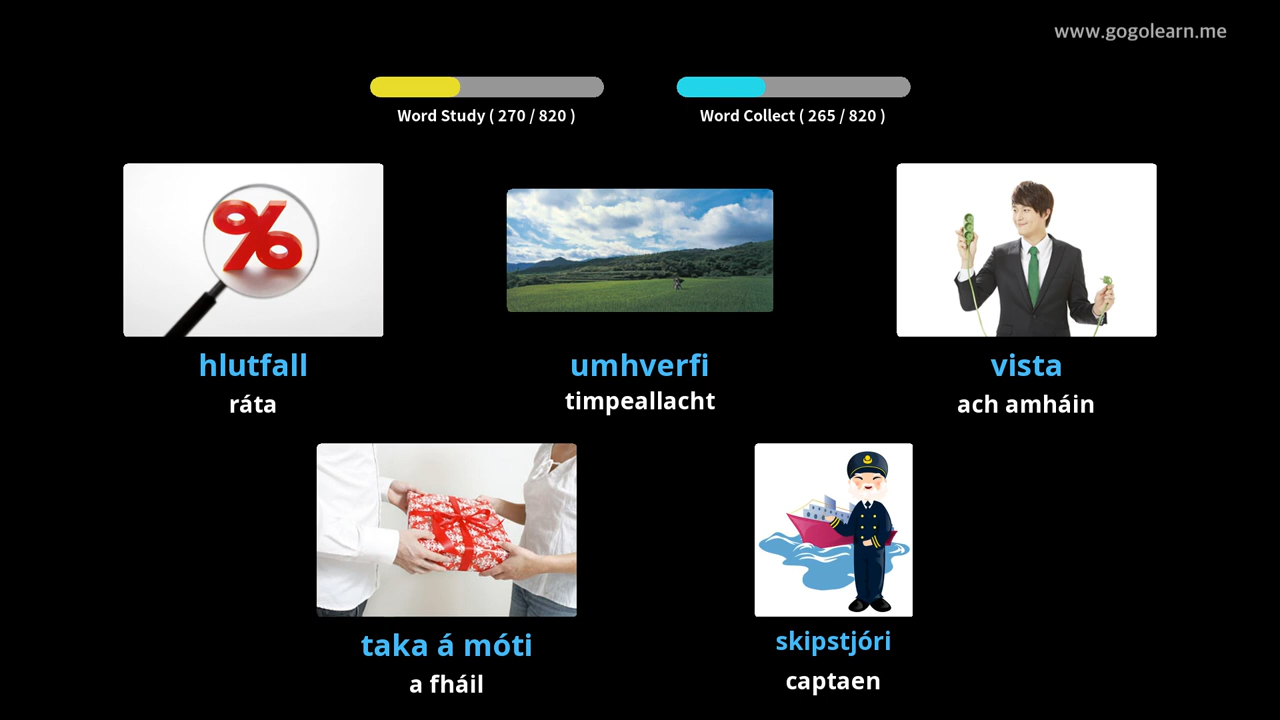 www.gogolearn.me
Word Study ( 270 / 820 )
Word Collect ( 265 / 820 )
hlutfall
ráta
umhverfi
timpeallacht
vista
ach amháin
taka á móti
a fháil
skipstjóri
captaen